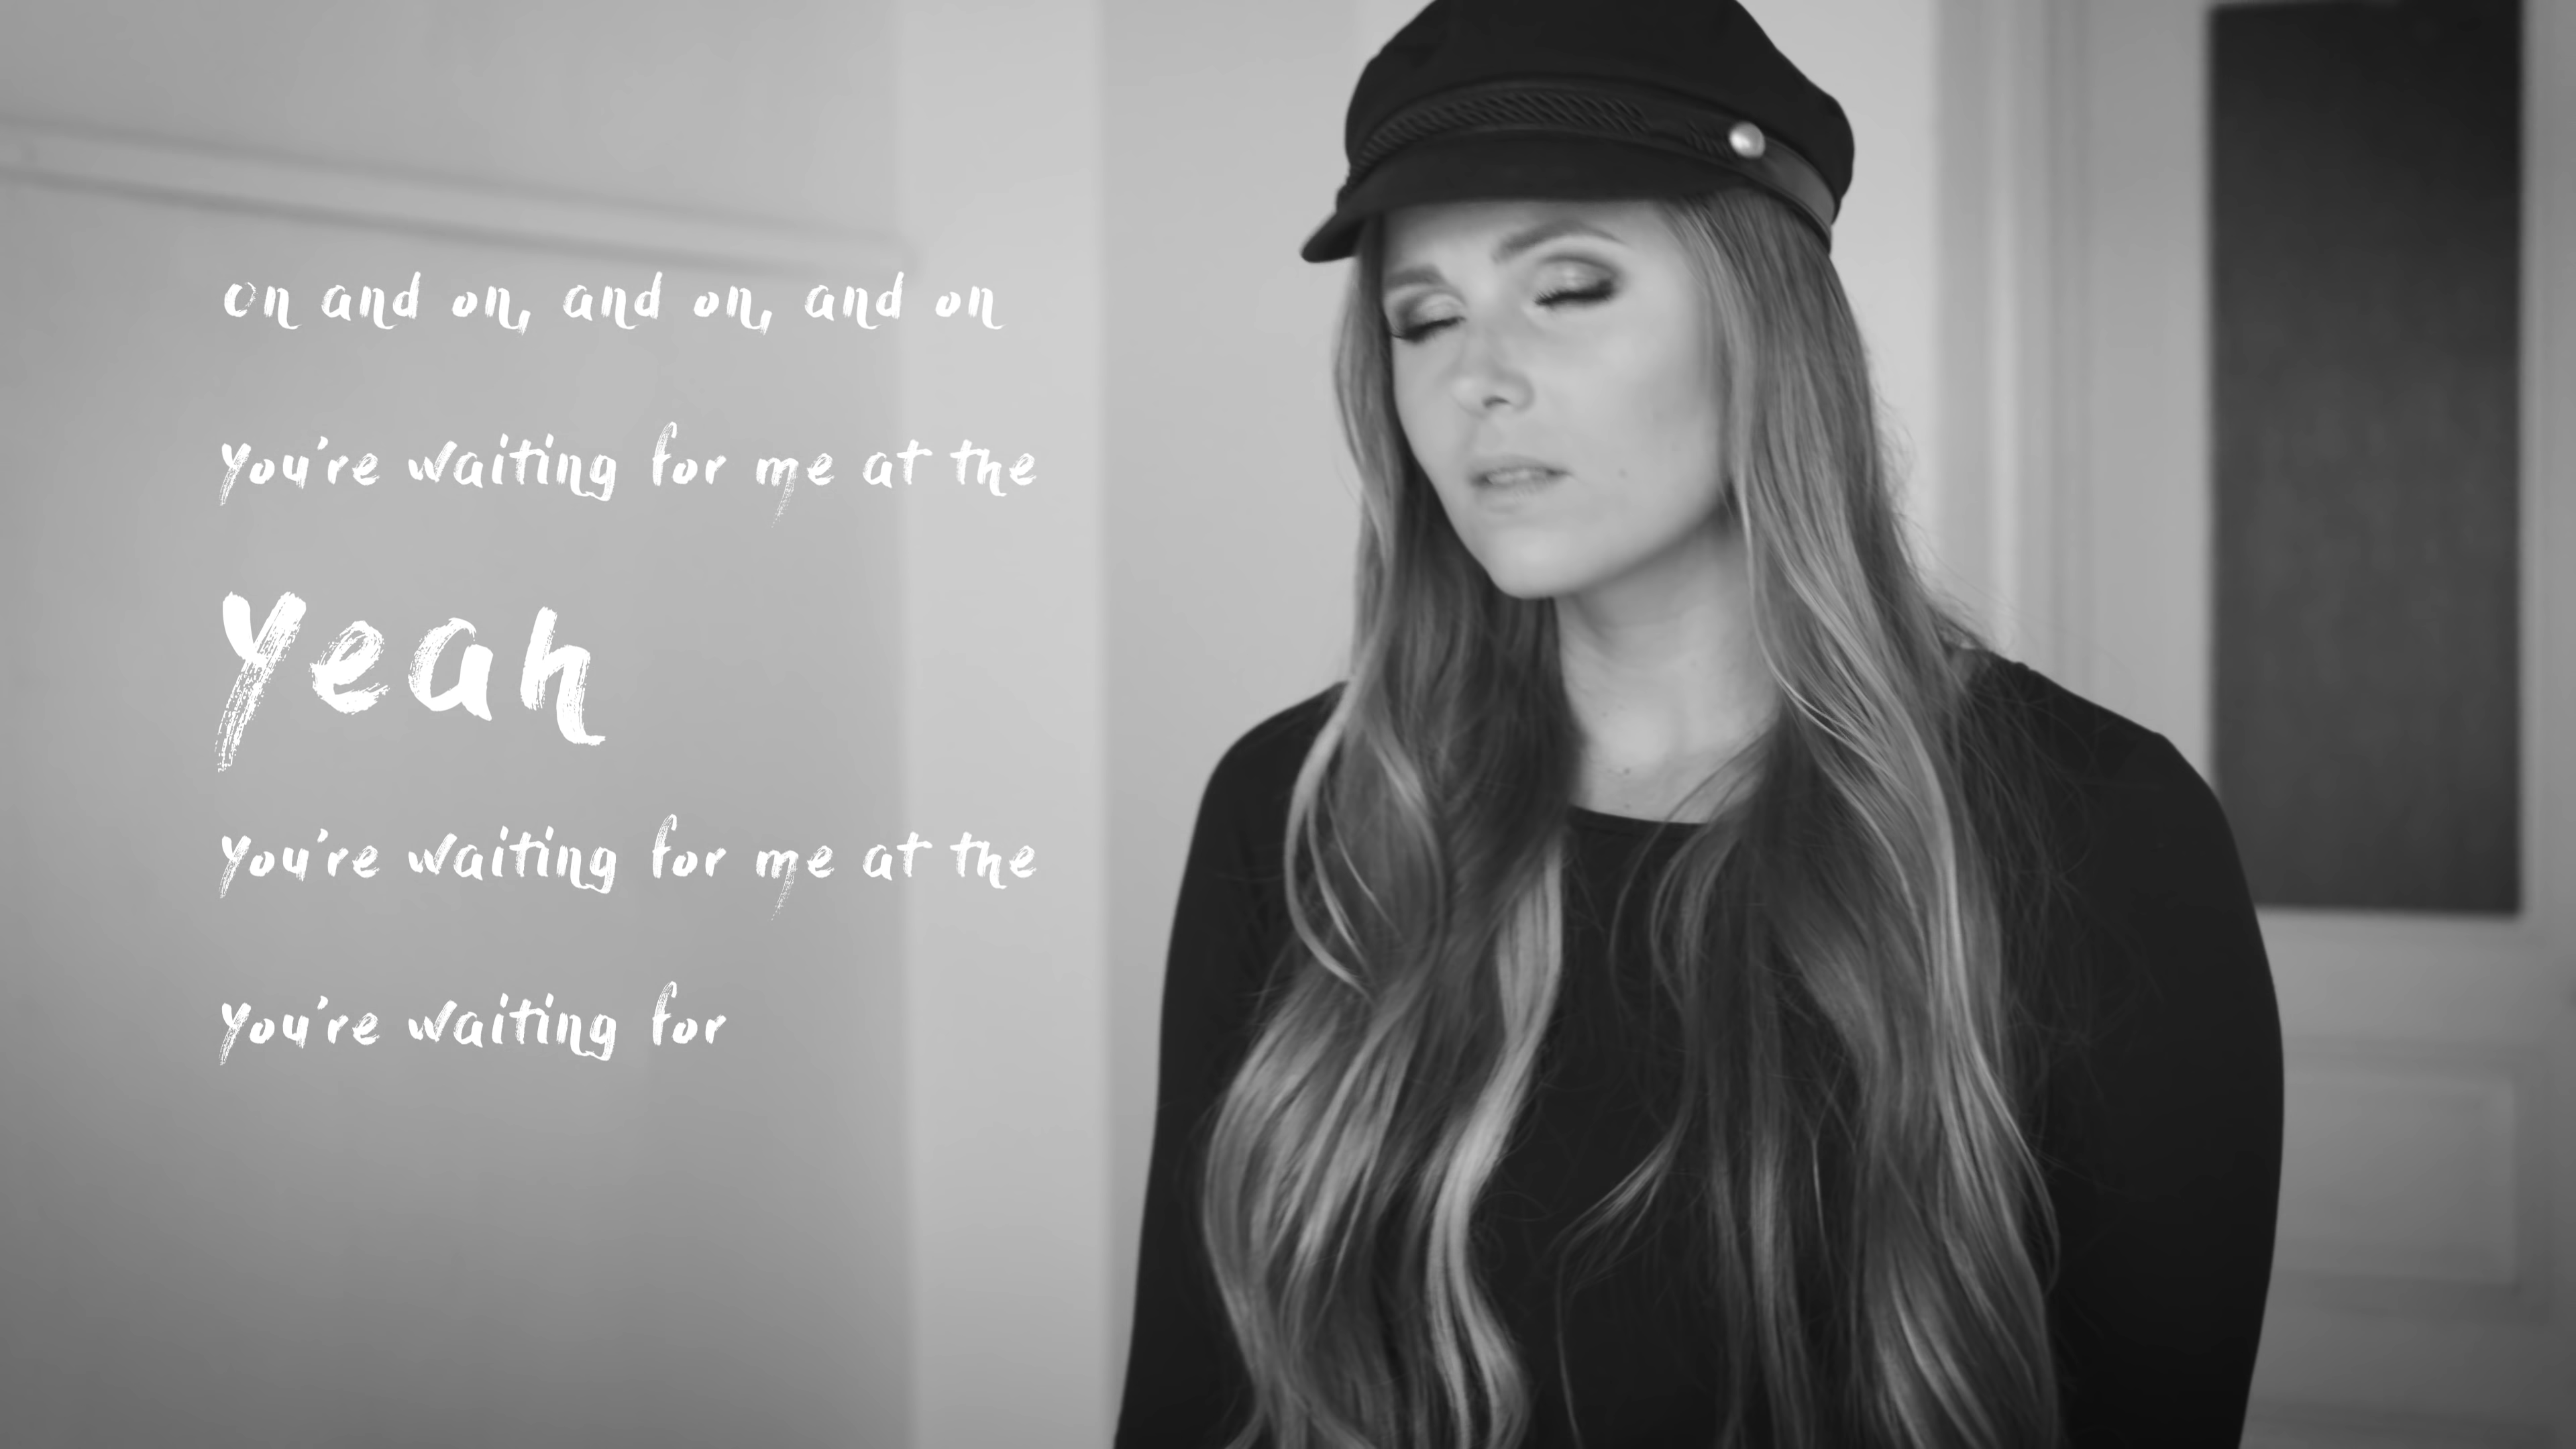 on and on, and on, and on
you're waiting for me at the
yeah
you're waiting for me at the
you're waiting for